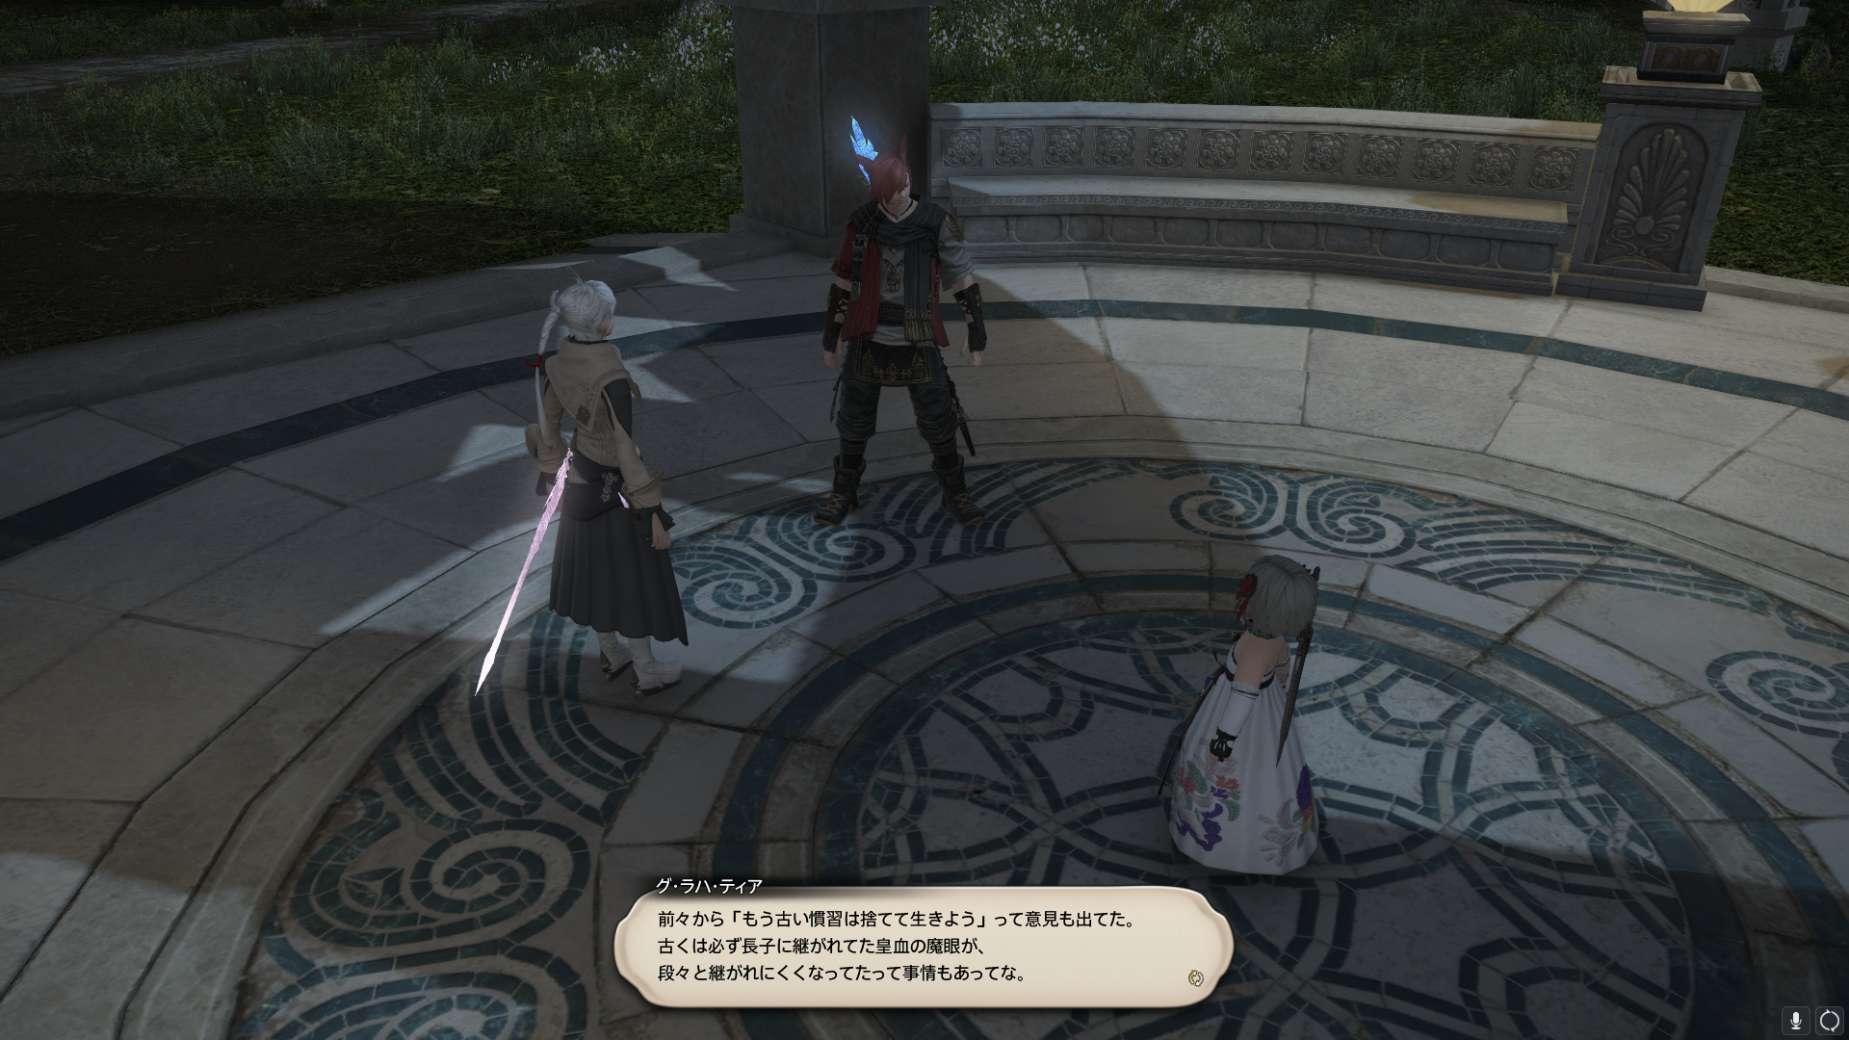 グ・ラハ・ティア
前々から「もう古い慣習は捨てて生きよう」って意見も出てた。
古くは必ず長子に継がれてた皇血の魔眼が、
段々と継がれにくくなってたって事情もあってな。